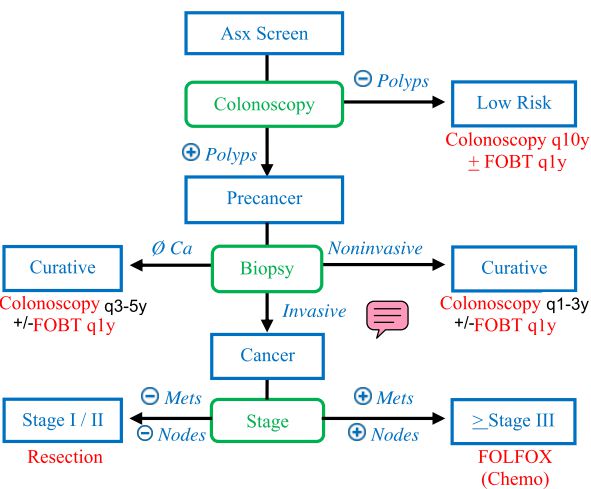 Asx Screen
Colonoscopy
⊖ Polyps
Low Risk
Colonoscopy q10y
+ FOBT q1y
⊕ Polyps
Precancer
Ø Ca
Biopsy
Noninvasive
Curative
Colonoscopy q3-5y
+/-FOBT q1y
Curative
Colonoscopy q1-3y
+/-FOBT q1y
Invasive
Cancer
⊖ Mets
⊖ Nodes
Stage
⊕ Mets
⊕ Nodes
Stage I / II
Resection
> Stage III
FOLFOX
(Chemo)